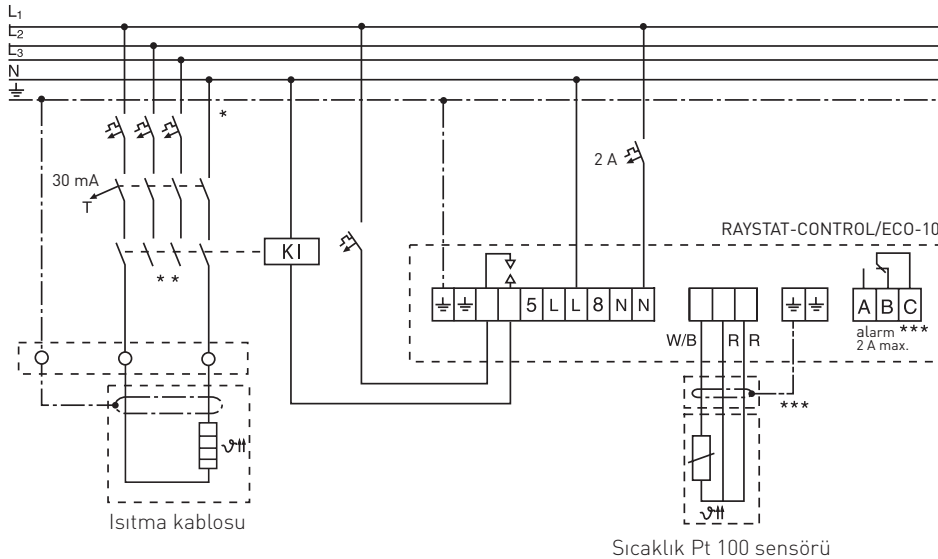 L1
L2
L3
N
*
30 mA
T
* *
KI
2 A
RAYSTAT-CONTROL/ECO-10
5 L L 8 N N
W/B R R
A B C
alarm ***
2 A max.
***
ϑ
Isıtma kablosu
ϑ
Sıcaklık Pt 100 sensörü